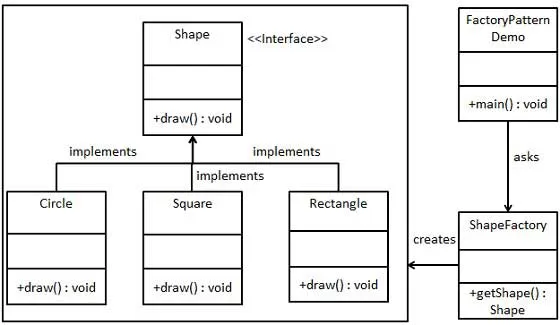 Shape
<<Interface>>
+draw() : void
implements
implements
implements
Circle
Square
Rectangle
+draw() : void
+draw() : void
+draw() : void
FactoryPattern
Demo
+main() : void
asks
ShapeFactory
creates
+getShape() :
Shape